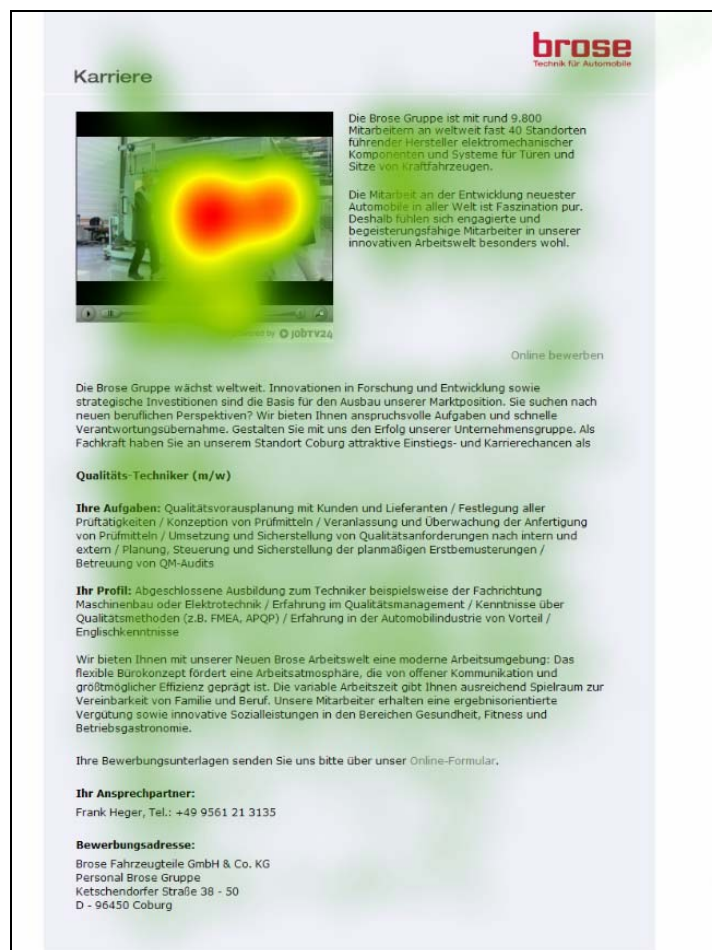 brose
Technik für Automobile
Karriere
Die Brose Gruppe ist mit rund 9.800
Mitarbeitern an weltweit fast 40 Standorten
führender Hersteller elektromechanischer
Komponenten und Systeme für Türen und
Sitze von Kraftfahrzeugen.
Die Mitarbeit an der Entwicklung neuester
Automobile in aller Welt ist Faszination pur.
Deshalb fühlen sich engagierte und
begeisterungsfähige Mitarbeiter in unserer
innovativen Arbeitswelt besonders wohl.
by JOBTV24
Online bewerben
Die Brose Gruppe wächst weltweit. Innovationen in Forschung und Entwicklung sowie
strategische Investitionen sind die Basis für den Ausbau unserer Marktposition. Sie suchen nach
neuen beruflichen Perspektiven? Wir bieten Ihnen anspruchsvolle Aufgaben und schnelle
Verantwortungsübernahme. Gestalten Sie mit uns den Erfolg unserer Unternehmensgruppe. Als
Fachkraft haben Sie an unserem Standort Coburg attraktive Einstiegs- und Karrierechancen als
Qualitäts-Techniker (m/w)
Ihre Aufgaben: Qualitätsvorausplanung mit Kunden und Lieferanten / Festlegung aller
Prüftätigkeiten / Konzeption von Prüfmitteln / Veranlassung und Überwachung der Anfertigung
von Prüfmitteln / Umsetzung und Sicherstellung von Qualitätsanforderungen nach intern und
extern / Planung, Steuerung und Sicherstellung der planmäßigen Erstbemusterungen /
Betreuung von QM-Audits
Ihr Profil: Abgeschlossene Ausbildung zum Techniker beispielsweise der Fachrichtung
Maschinenbau oder Elektrotechnik / Erfahrung im Qualitätsmanagement / Kenntnisse über
Qualitätsmethoden (z.B. FMEA, APQP) / Erfahrung in der Automobilindustrie von Vorteil /
Englischkenntnisse
Wir bieten Ihnen mit unserer Neuen Brose Arbeitswelt eine moderne Arbeitsumgebung: Das
flexible Bürokonzept fördert eine Arbeitsatmosphäre, die von offener Kommunikation und
größtmöglicher Effizienz geprägt ist. Die variable Arbeitszeit gibt Ihnen ausreichend Spielraum zur
Vereinbarkeit von Familie und Beruf. Unsere Mitarbeiter erhalten eine ergebnisorientierte
Vergütung sowie innovative Sozialleistungen in den Bereichen Gesundheit, Fitness und
Betriebsgastronomie.
Ihre Bewerbungsunterlagen senden Sie uns bitte über unser Online-Formular.
Ihr Ansprechpartner:
Frank Heger, Tel.: +49 9561 21 3135
Bewerbungsadresse:
Brose Fahrzeugteile GmbH & Co. KG
Personal Brose Gruppe
Ketschendorfer Straße 38 - 50
D - 96450 Coburg